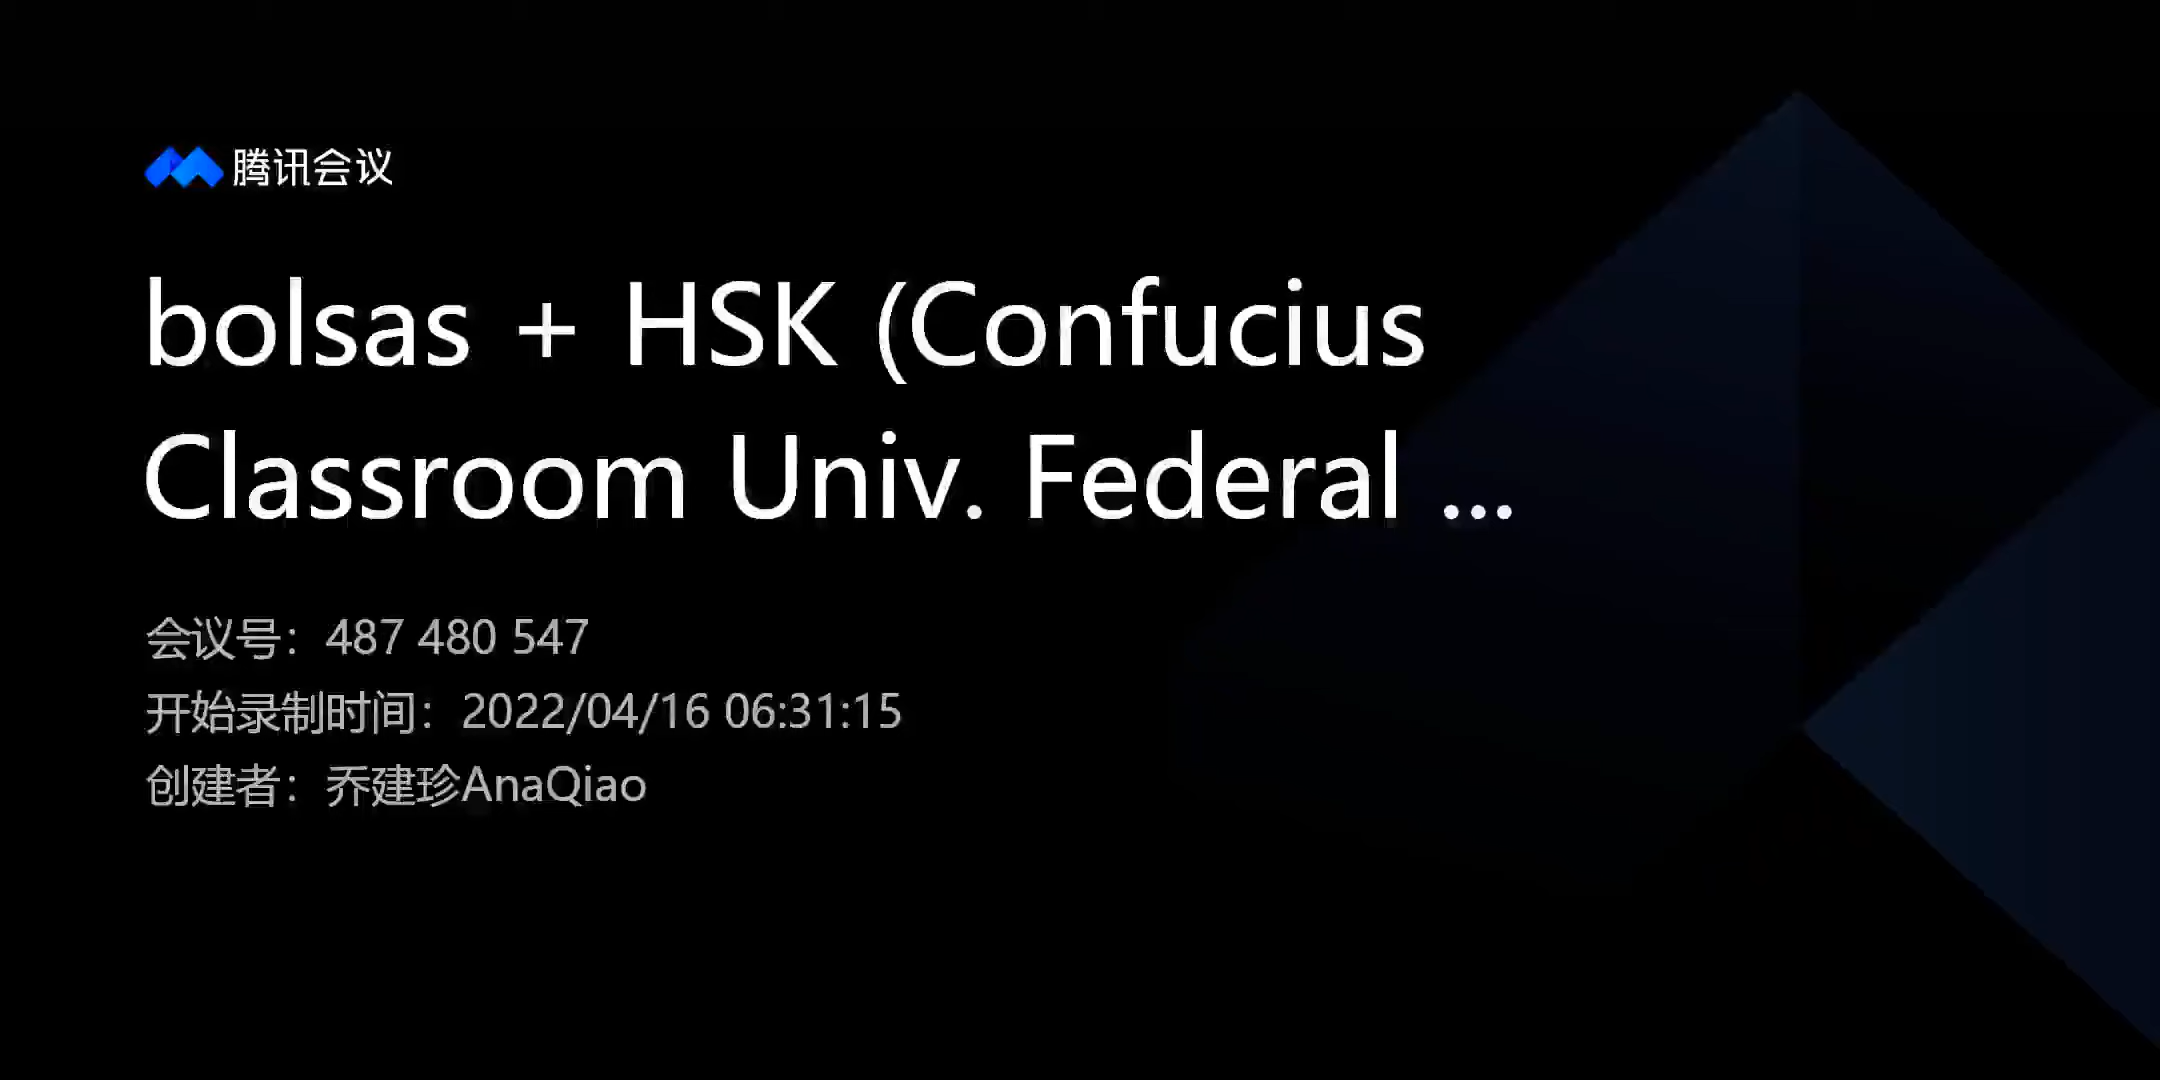 腾讯会议
bolsas + HSK (Confucius
Classroom Univ. Federal ...
会议号：487 480 547
开始录制时间：2022/04/16 06:31:15
创建者：乔建珍AnaQiao